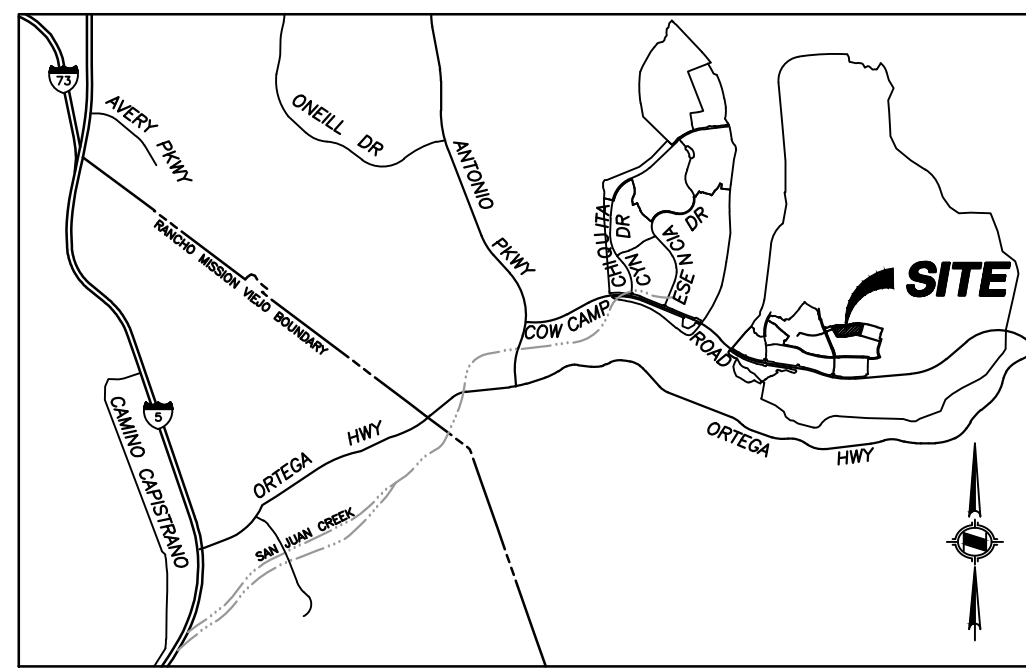 73
AVERY PKWY
ONEILL DR
ANTONIO PKWY
RANCHO MISSION VIEJO BOUNDARY
CHIQUITA CYN DR
ESENCIA DR
SITE
COW CAMP ROAD
5
CAMINO CAPISTRANO
ORTEGA HWY
ORTEGA HWY
SAN JUAN CREEK